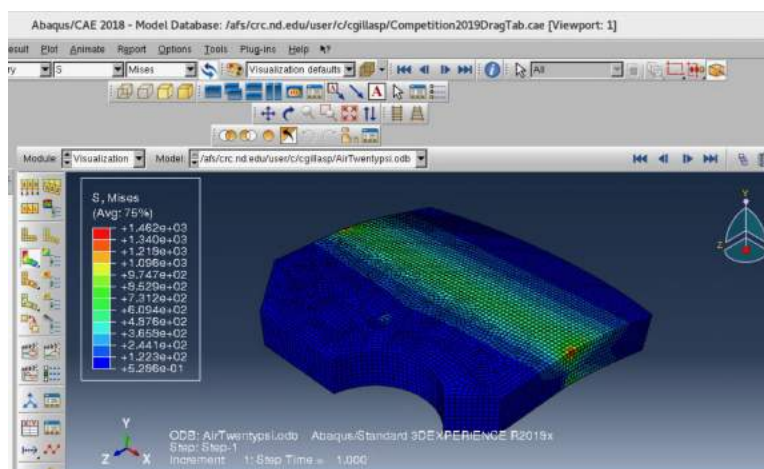 Abaqus/CAE 2018 - Model Database: /afs/crc.nd.edu/user/c/cgillasp/Competition2019DragTab.cae [Viewport: 1]
esult Plot Animate Report Options Tools Plug-ins Help
ry S Mises Visualization defaults All
A
Module: Visualization Model: /afs/crc.nd.edu/user/c/cgillasp/AirTwentypsi.odb
S, Mises
(Avg: 75%)
+1.462e+03
+1.340e+03
+1.218e+03
+1.096e+03
+9.747e+02
+8.529e+02
+7.312e+02
+6.094e+02
+4.876e+02
+3.659e+02
+2.441e+02
+1.223e+02
+5.296e-01
Y
Z
Y
Z X
ODB: AirTwentypsi.odb Abaqus/Standard 3DEXPERIENCE R2019x
Step: Step-1
Increment 1: Step Time = 1.000